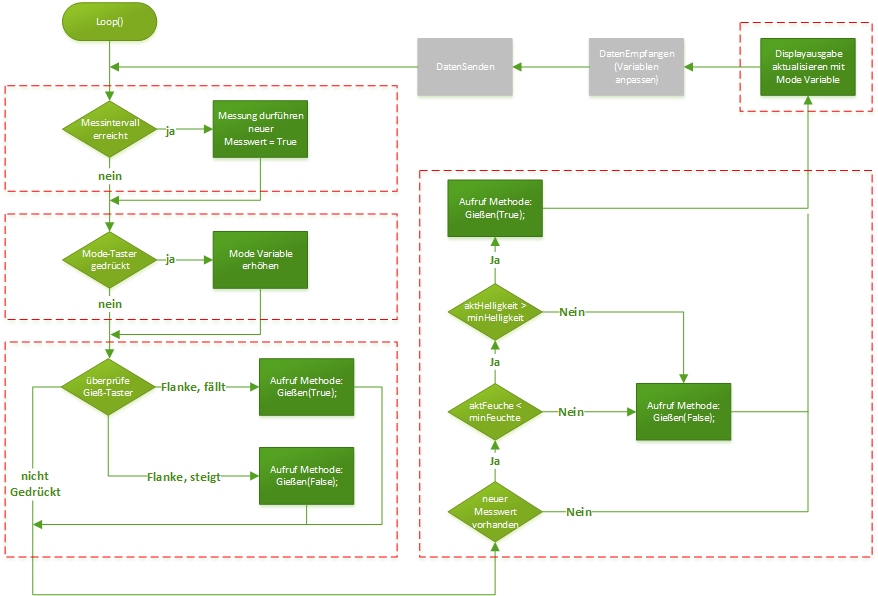 Loop()
Messintervall
erreicht
ja
Messung durführen
neuer
Messwert = True
nein
Mode-Taster
gedrückt
ja
Mode Variable
erhöhen
nein
überprüfe
Gieß-Taster
Flanke, fällt
Aufruf Methode:
Gießen(True);
Flanke, steigt
Aufruf Methode:
Gießen(False);
nicht
Gedrückt
neuer
Messwert
vorhanden
Nein
Ja
aktFeuche <
minFeuchte
Nein
Aufruf Methode:
Gießen(False);
Ja
aktHelligkeit >
minHelligkeit
Nein
Ja
Aufruf Methode:
Gießen(True);
Displayausgabe
aktualisieren mit
Mode Variable
DatenEmpfangen
(Variablen
anpassen)
DatenSenden